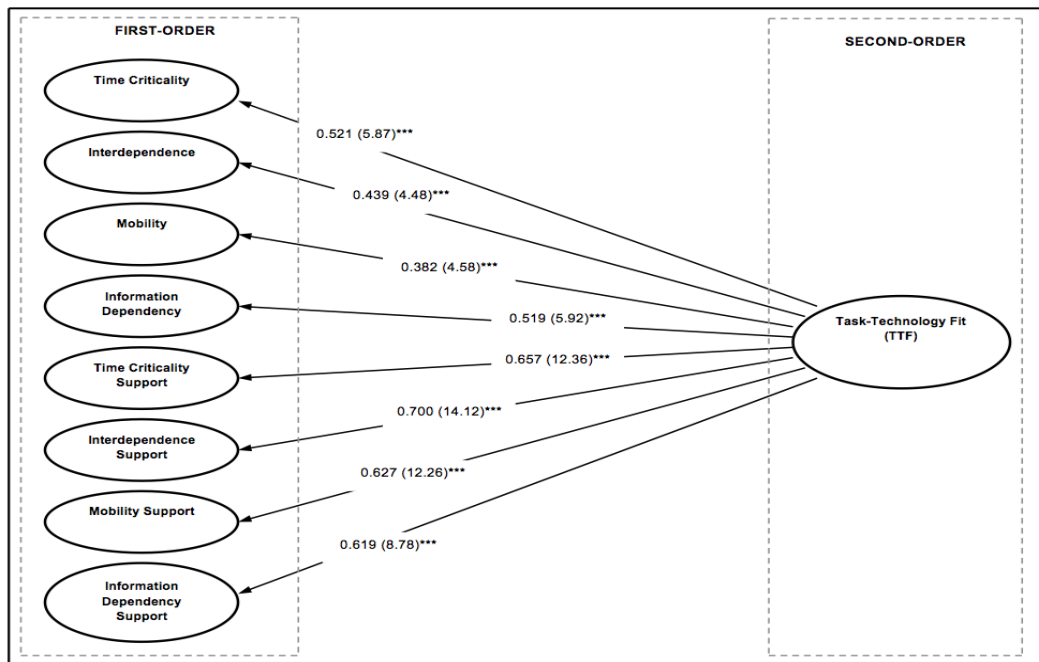 FIRST-ORDER
SECOND-ORDER
Time Criticality
0.521 (5.87)***
Interdependence
0.439 (4.48)***
Mobility
0.382 (4.58)***
Information
Dependency
0.519 (5.92)***
Task-Technology Fit
(TTF)
Time Criticality
Support
0.657 (12.36)***
0.700 (14.12)***
Interdependence
Support
0.627 (12.26)***
Mobility Support
0.619 (8.78)***
Information
Dependency
Support